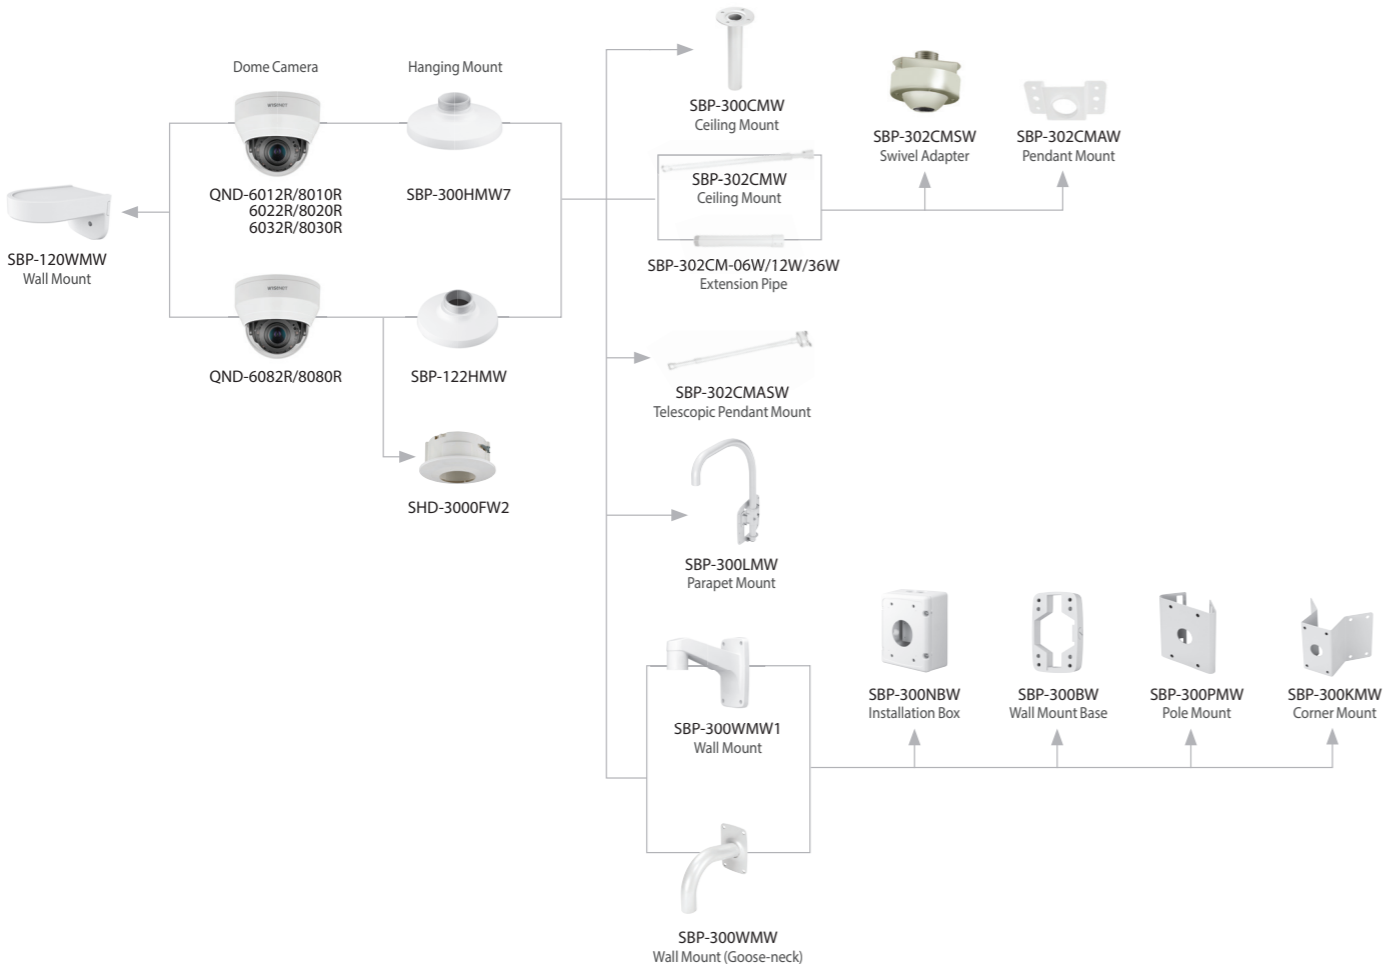 Dome Camera
Hanging Mount
WISENET
QND-6012R/8010R
6022R/8020R
6032R/8030R
SBP-300HMW7
SBP-120WMW
Wall Mount
WISENET
QND-6082R/8080R
SBP-122HMW
SHD-3000FW2
SBP-300CMW
Ceiling Mount
SBP-302CMW
Ceiling Mount
SBP-302CM-06W/12W/36W
Extension Pipe
SBP-302CMSW
Swivel Adapter
SBP-302CMAW
Pendant Mount
SBP-302CMASW
Telescopic Pendant Mount
SBP-300LMW
Parapet Mount
SBP-300WMW1
Wall Mount
SBP-300NBW
Installation Box
SBP-300BW
Wall Mount Base
SBP-300PMW
Pole Mount
SBP-300KMW
Corner Mount
SBP-300WMW
Wall Mount (Goose-neck)